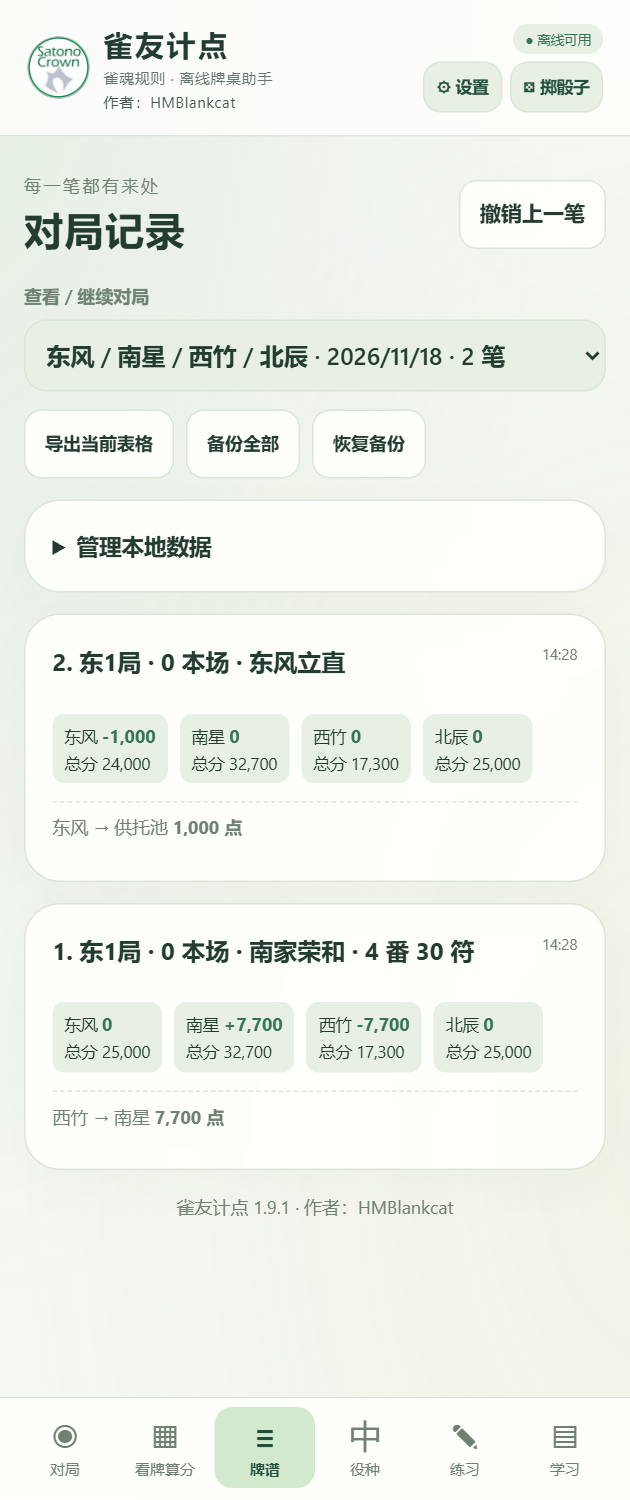 Satono
Crown
雀友计点
雀魂规则 · 离线牌桌助手
作者：HMBlankcat
● 离线可用
⚙ 设置
⚄ 掷骰子
每一笔都有来处
对局记录
撤销上一笔
查看 / 继续对局
东风 / 南星 / 西竹 / 北辰 · 2026/11/18 · 2 笔
导出当前表格
备份全部
恢复备份
▶ 管理本地数据
2. 东1局 · 0 本场 · 东风立直
14:28
东风 -1,000
总分 24,000
南星 0
总分 32,700
西竹 0
总分 17,300
北辰 0
总分 25,000
东风 → 供托池 1,000 点
1. 东1局 · 0 本场 · 南家荣和 · 4 番 30 符
14:28
东风 0
总分 25,000
南星 +7,700
总分 32,700
西竹 -7,700
总分 17,300
北辰 0
总分 25,000
西竹 → 南星 7,700 点
雀友计点 1.9.1 · 作者：HMBlankcat
对局
看牌算分
牌谱
中
役种
练习
学习